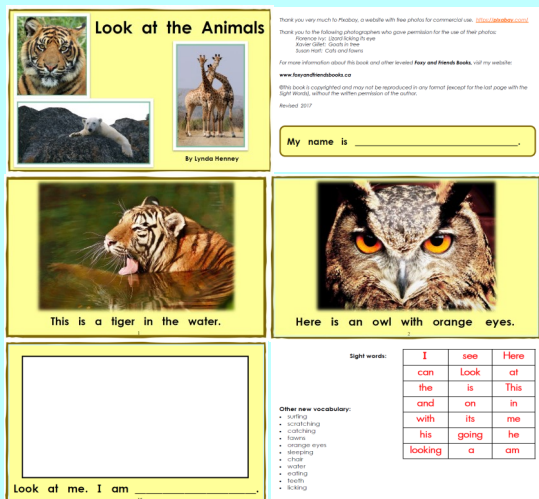 Look at the Animals
By Lynda Henney
Thank you very much to Pixabay, a website with free photos for commercial use. https://pixabay.com/
Thank you to the following photographers who gave permission for the use of their photos:
Florence Ivy: Lizard licking its eye
Xavier Gillet: Goats in tree
Susan Hatt: Cats and fawns
For more information about this book and other leveled Foxy and Friends Books, visit my website:
www.foxyandfriendsbooks.ca
©This book is copyrighted and may not be reproduced in any format (except for the last page with the
Sight Words), without the written permission of the author.
Revised 2017
My name is ______________________________.
This is a tiger in the water.
1
Here is an owl with orange eyes.
2
Look at me. I am ______________________.
Sight words:
I see Here
can Look at
the is This
and on in
with its me
his going he
looking a am
Other new vocabulary:
• surfing
• scratching
• catching
• fawns
• orange eyes
• sleeping
• chair
• water
• eating
• teeth
• licking